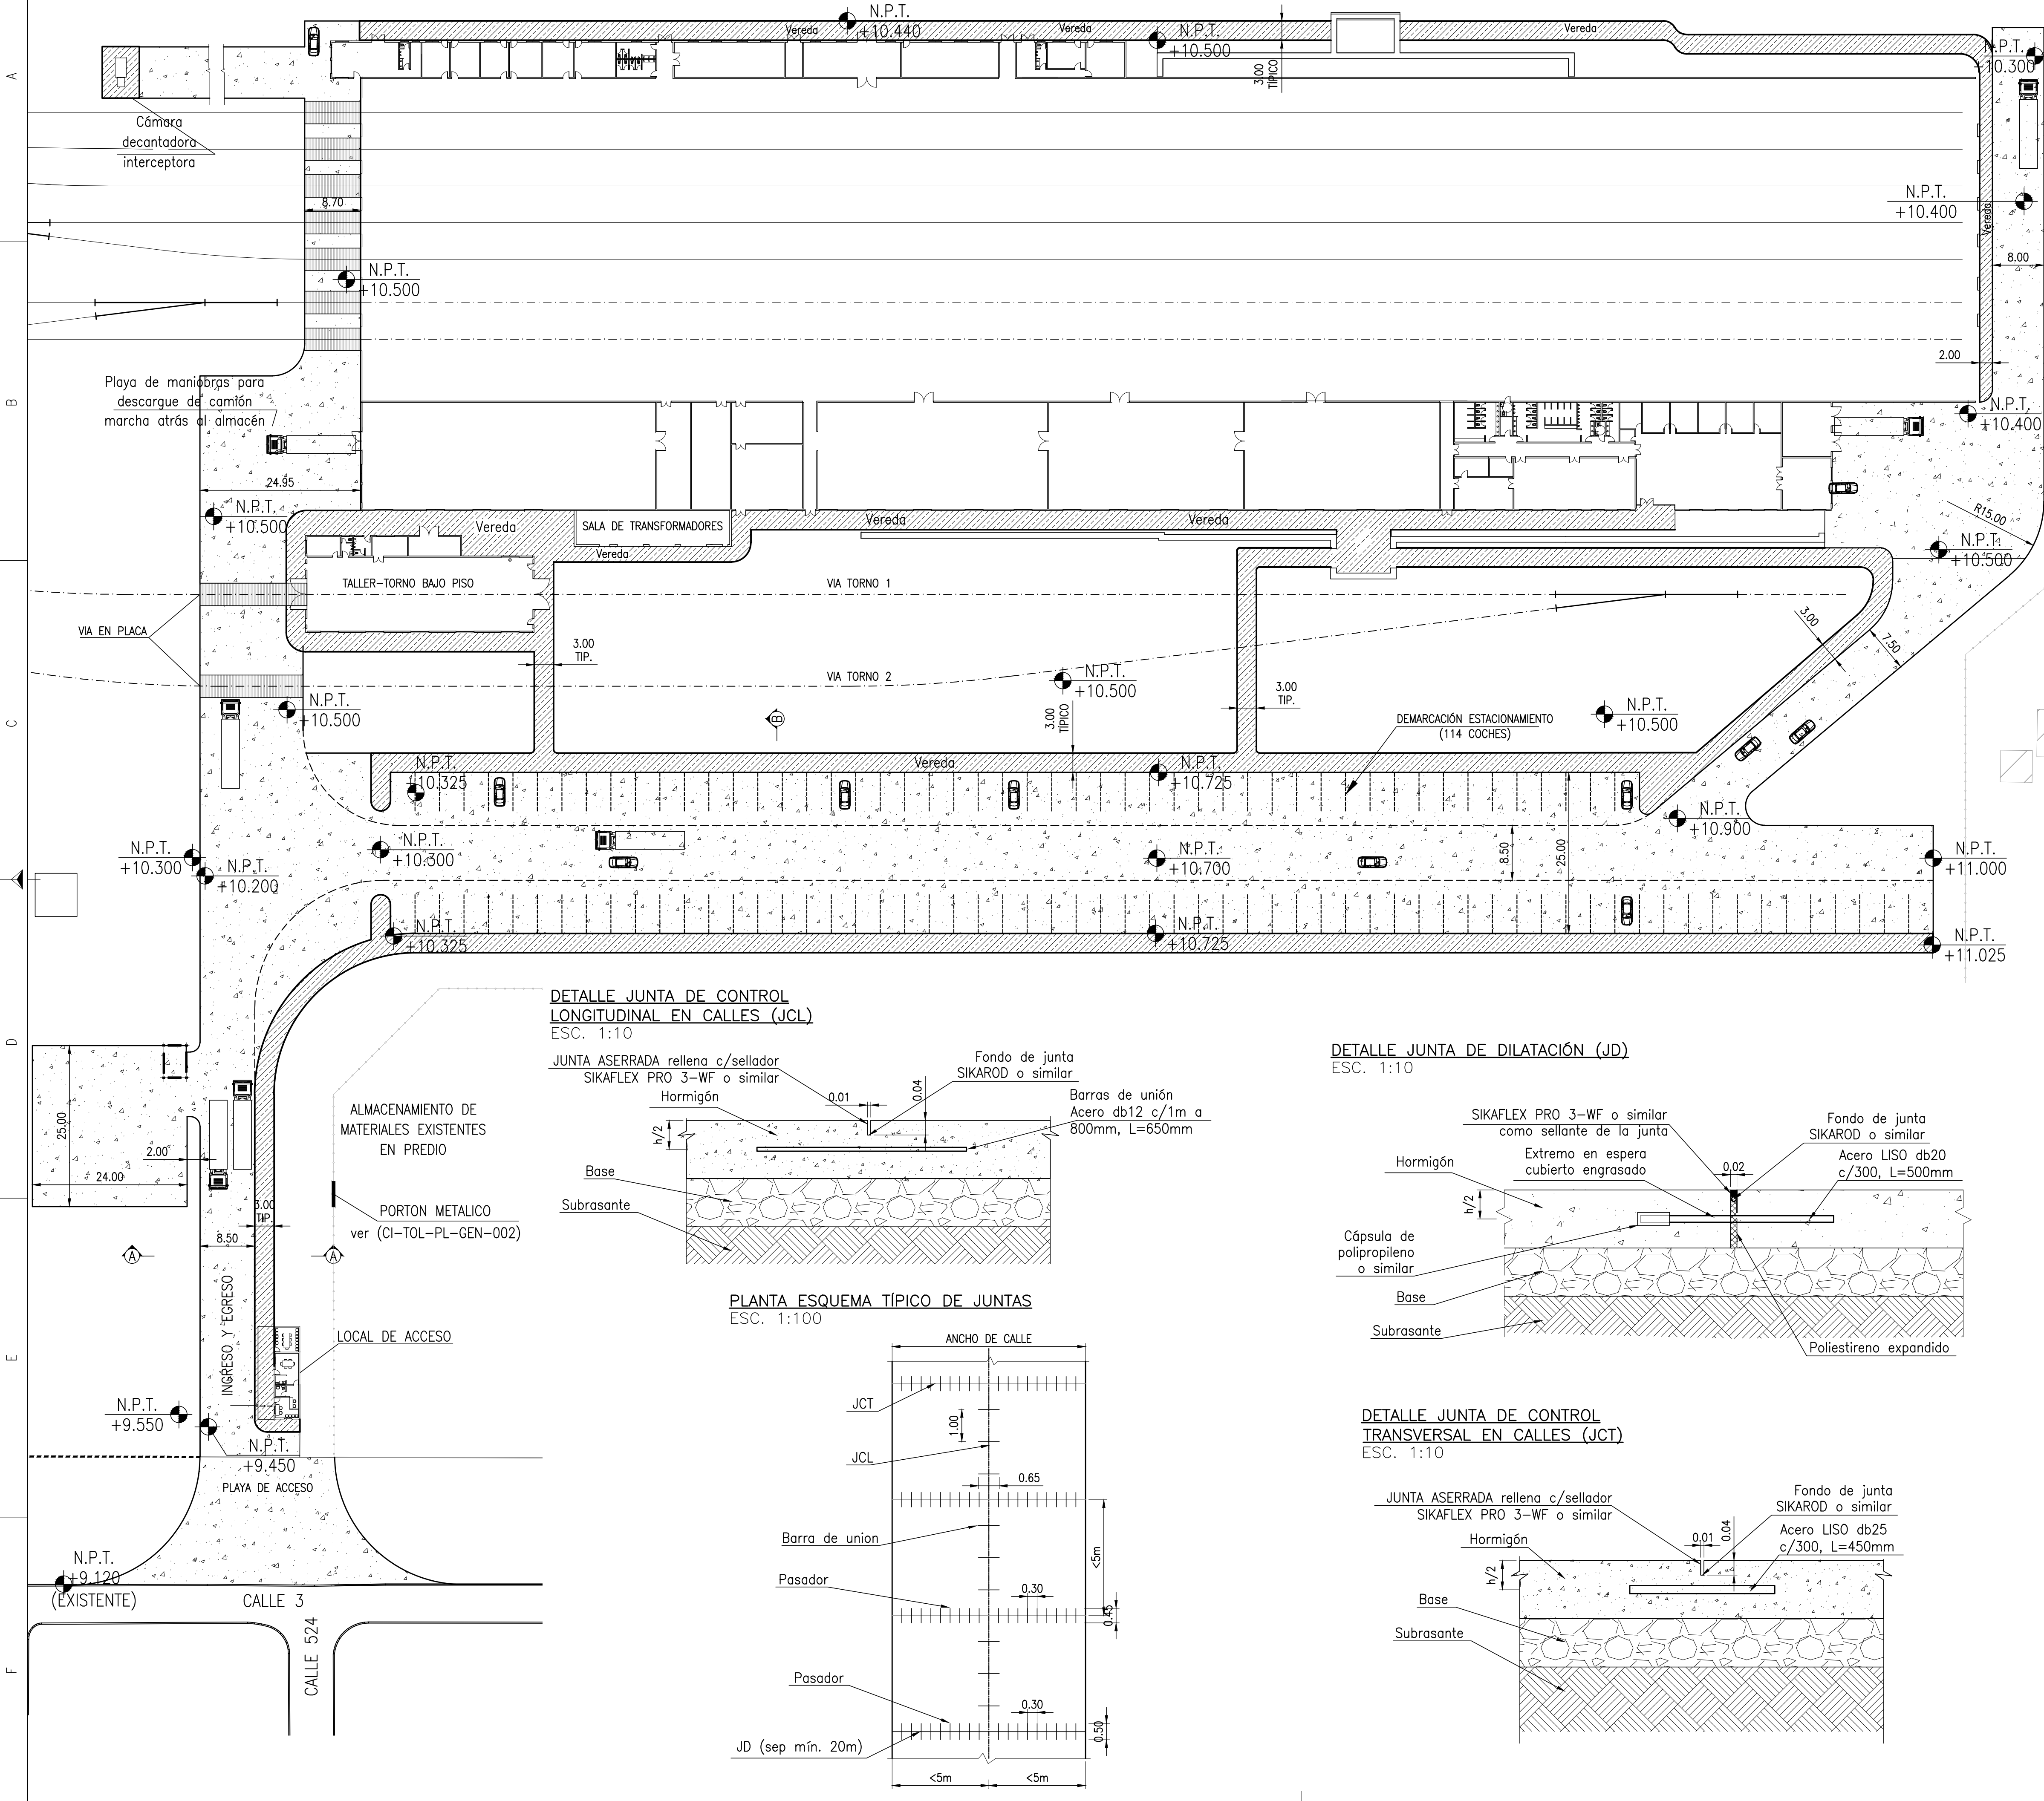 N.P.T.
+10.440
Vereda
Vereda
N.P.T.
+10.500
Vereda
3.00
TÍPICO
N.P.T.
+10.300
A
Cámara
decantadora
interceptora
8.70
N.P.T.
+10.400
Vereda
8.00
N.P.T.
+10.500
2.00
B
Playa de maniobras para
descargue de camión
marcha atrás al almacén
N.P.T.
+10.400
24.95
N.P.T.
+10.500
Vereda
SALA DE TRANSFORMADORES
Vereda
Vereda
Vereda
R15.00
N.P.T.
+10.500
TALLER-TORNO BAJO PISO
VIA TORNO 1
VIA EN PLACA
3.00
TIP.
3.00
7.50
VIA TORNO 2
N.P.T.
+10.500
3.00
TIP.
N.P.T.
+10.500
N.P.T.
+10.500
C
B
3.00
TÍPICO
DEMARCACIÓN ESTACIONAMIENTO
(114 COCHES)
Vereda
N.P.T.
+10.325
N.P.T.
+10.725
N.P.T.
+10.900
N.P.T.
+10.300
N.P.T.
+10.200
N.P.T.
+10.300
N.P.T.
+10.700
8.50
25.00
N.P.T.
+11.000
N.P.T.
+10.325
N.P.T.
+10.725
N.P.T.
+11.025
DETALLE JUNTA DE CONTROL
LONGITUDINAL EN CALLES (JCL)
ESC. 1:10
JUNTA ASERRADA rellena c/sellador
SIKAFLEX PRO 3-WF o similar
Fondo de junta
SIKAROD o similar
Hormigón
0.01
0.04
Barras de unión
Acero db12 c/1m a
800mm, L=650mm
h/2
Base
Subrasante
DETALLE JUNTA DE DILATACIÓN (JD)
ESC. 1:10
SIKAFLEX PRO 3-WF o similar
como sellante de la junta
Fondo de junta
SIKAROD o similar
Hormigón
Extremo en espera
cubierto engrasado
0.02
Acero LISO db20
c/300, L=500mm
h/2
Cápsula de
polipropileno
o similar
Base
Subrasante
Poliestireno expandido
D
25.00
24.00
2.00
ALMACENAMIENTO DE
MATERIALES EXISTENTES
EN PREDIO
3.00
TIP.
PORTON METALICO
ver (CI-TOL-PL-GEN-002)
8.50
A
A
INGRESO Y EGRESO
LOCAL DE ACCESO
E
N.P.T.
+9.550
N.P.T.
+9.450
PLAYA DE ACCESO
N.P.T.
+9.120
(EXISTENTE)
CALLE 3
CALLE 524
F
PLANTA ESQUEMA TÍPICO DE JUNTAS
ESC. 1:100
ANCHO DE CALLE
JCT
1.00
JCL
0.65
Barra de union
<5m
Pasador
0.30
0.45
Pasador
0.30
0.50
JD (sep mín. 20m)
<5m
<5m
DETALLE JUNTA DE CONTROL
TRANSVERSAL EN CALLES (JCT)
ESC. 1:10
JUNTA ASERRADA rellena c/sellador
SIKAFLEX PRO 3-WF o similar
Fondo de junta
SIKAROD o similar
Hormigón
0.01
0.04
Acero LISO db25
c/300, L=450mm
h/2
Base
Subrasante